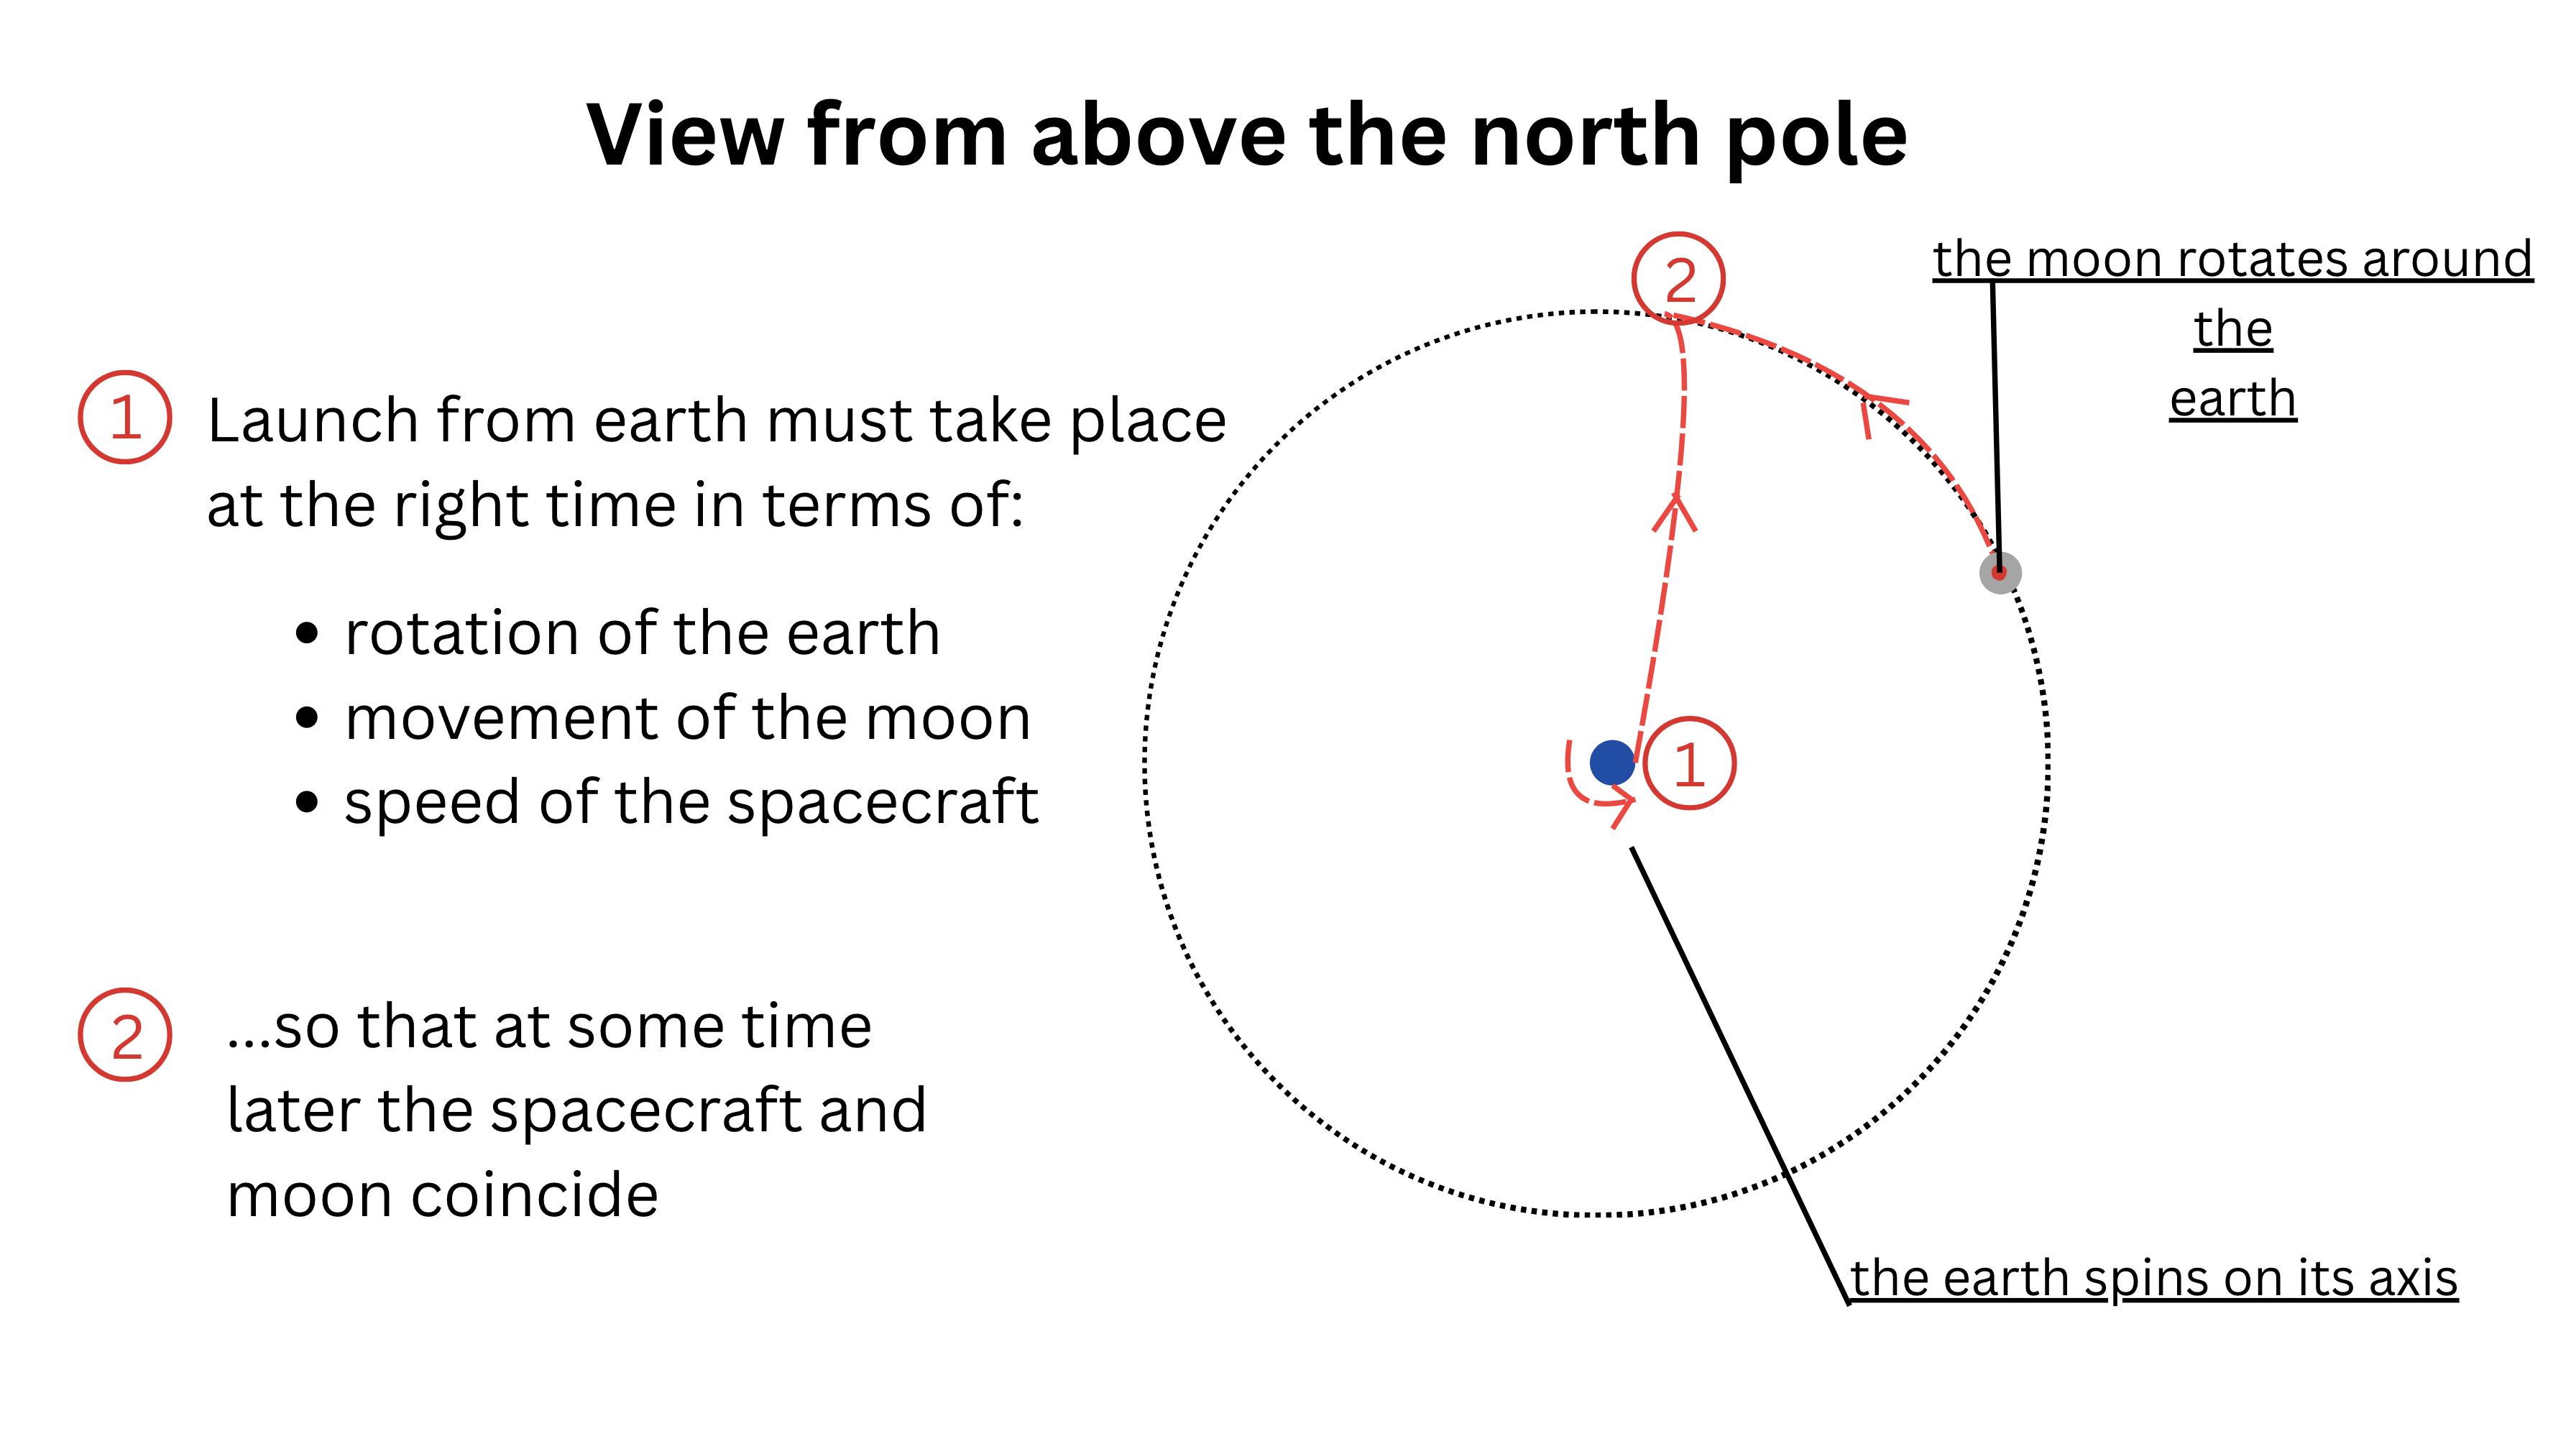 View from above the north pole
1
Launch from earth must take place
at the right time in terms of:
• rotation of the earth
• movement of the moon
• speed of the spacecraft
2
...so that at some time
later the spacecraft and
moon coincide
2
the moon rotates around
the
earth
1
the earth spins on its axis